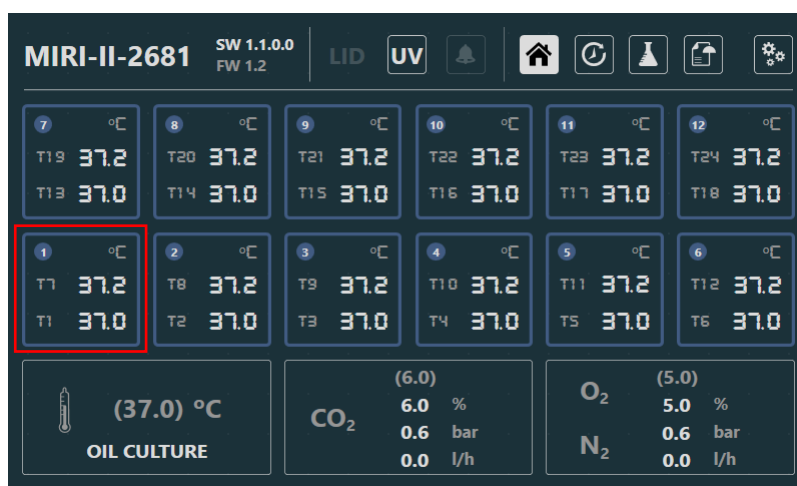 MIRI-II-2681 SW 1.1.0.0 LID UV
FW 1.2
7 °C 8 °C 9 °C 10 °C 11 °C 12 °C
T19 37.2 T20 37.2 T21 37.2 T22 37.2 T23 37.2 T24 37.2
T13 37.0 T14 37.0 T15 37.0 T16 37.0 T17 37.0 T18 37.0
1 °C 2 °C 3 °C 4 °C 5 °C 6 °C
T7 37.2 T8 37.2 T9 37.2 T10 37.2 T11 37.2 T12 37.2
T1 37.0 T2 37.0 T3 37.0 T4 37.0 T5 37.0 T6 37.0
(37.0) °C
OIL CULTURE
CO₂
(6.0)
6.0 %
0.6 bar
0.0 l/h
O₂
N₂
(5.0)
5.0 %
0.6 bar
0.0 l/h